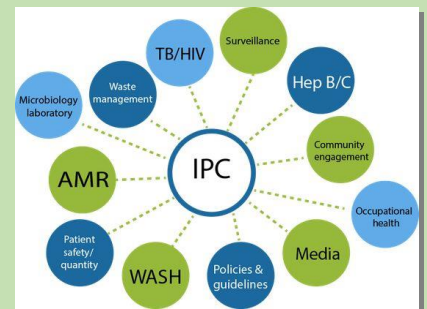 Surveillance
TB/HIV
Hep B/C
Waste
management
Microbiology
laboratory
Community
engagement
IPC
AMR
Occupational
health
Patient
safety/
quantity
Media
WASH
Policies &
guidelines